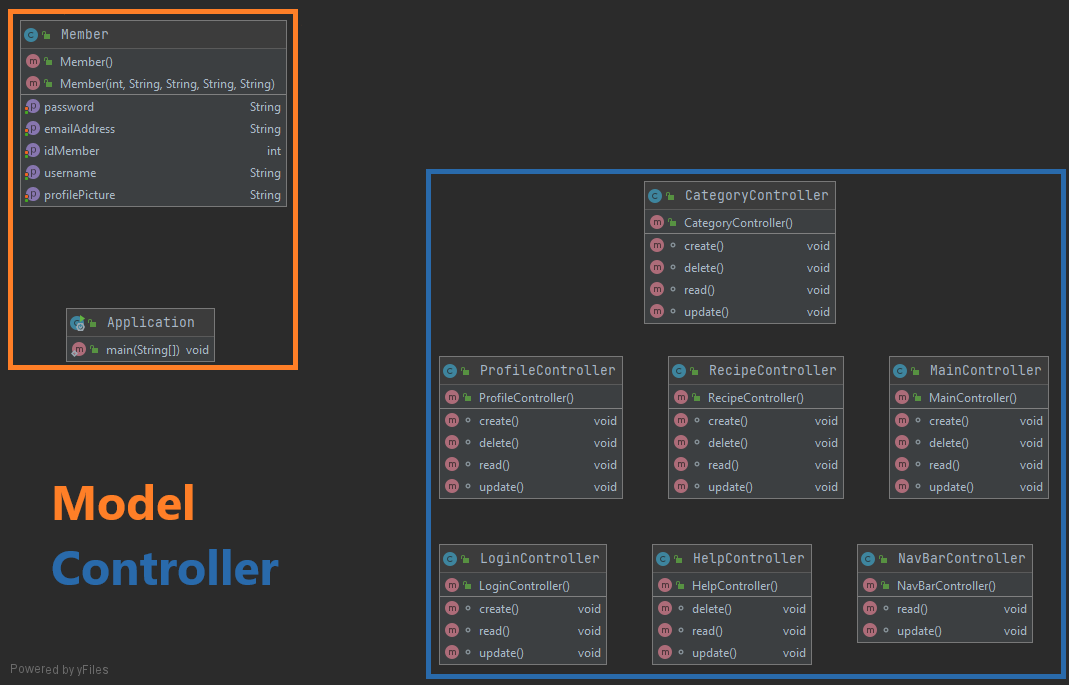 Member
Member()
Member(int, String, String, String, String)
password String
emailAddress String
idMember int
username String
profilePicture String
Application
main(String[]) void
Model
Controller
CategoryController
CategoryController()
create() void
delete() void
read() void
update() void
ProfileController
ProfileController()
create() void
delete() void
read() void
update() void
RecipeController
RecipeController()
create() void
delete() void
read() void
update() void
MainController
MainController()
create() void
delete() void
read() void
update() void
LoginController
LoginController()
create() void
read() void
update() void
HelpController
HelpController()
delete() void
read() void
update() void
NavBarController
NavBarController()
read() void
update() void
Powered by yFiles